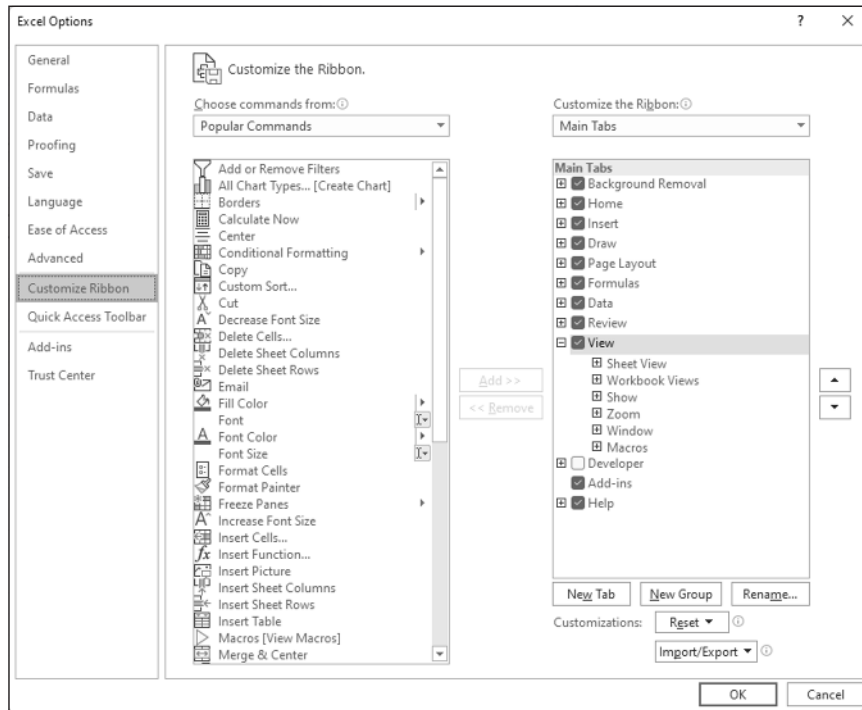 Excel Options
?
General
Formulas
Data
Proofing
Save
Language
Ease of Access
Advanced
Customize Ribbon
Quick Access Toolbar
Add-ins
Trust Center
Customize the Ribbon.
Choose commands from:
Popular Commands
Add or Remove Filters
All Chart Types... [Create Chart]
Borders
Calculate Now
Center
Conditional Formatting
Copy
Custom Sort...
Cut
Decrease Font Size
Delete Cells...
Delete Sheet Columns
Delete Sheet Rows
Email
Fill Color
Font
Font Color
Font Size
Format Cells
Format Painter
Freeze Panes
Increase Font Size
Insert Cells...
Insert Function...
Insert Picture
Insert Sheet Columns
Insert Sheet Rows
Insert Table
Macros [View Macros]
Merge & Center
Add >>
<< Remove
Customize the Ribbon:
Main Tabs
Main Tabs
Background Removal
Home
Insert
Draw
Page Layout
Formulas
Data
Review
View
Sheet View
Workbook Views
Show
Zoom
Window
Macros
Developer
Add-ins
Help
New Tab New Group Rename...
Customizations: Reset
Import/Export
OK Cancel